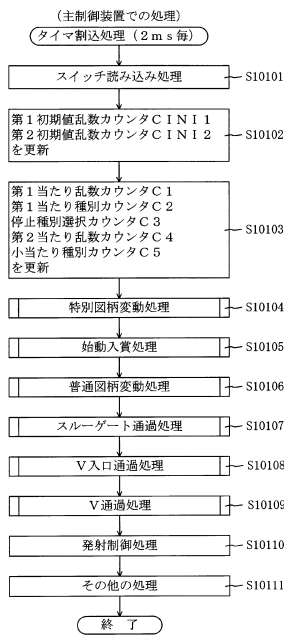 （主制御装置での処理）
タイマ割込処理（２ｍｓ毎）
スイッチ読み込み処理
S10101
第１初期値乱数カウンタＣＩＮＩ１
第２初期値乱数カウンタＣＩＮＩ２
を更新
S10102
第１当たり乱数カウンタＣ１
第１当たり種別カウンタＣ２
停止種別選択カウンタＣ３
第２当たり乱数カウンタＣ４
小当たり種別カウンタＣ５
を更新
S10103
特別図柄変動処理
S10104
始動入賞処理
S10105
普通図柄変動処理
S10106
スルーゲート通過処理
S10107
Ｖ入口通過処理
S10108
Ｖ通過処理
S10109
発射制御処理
S10110
その他の処理
S10111
終　了